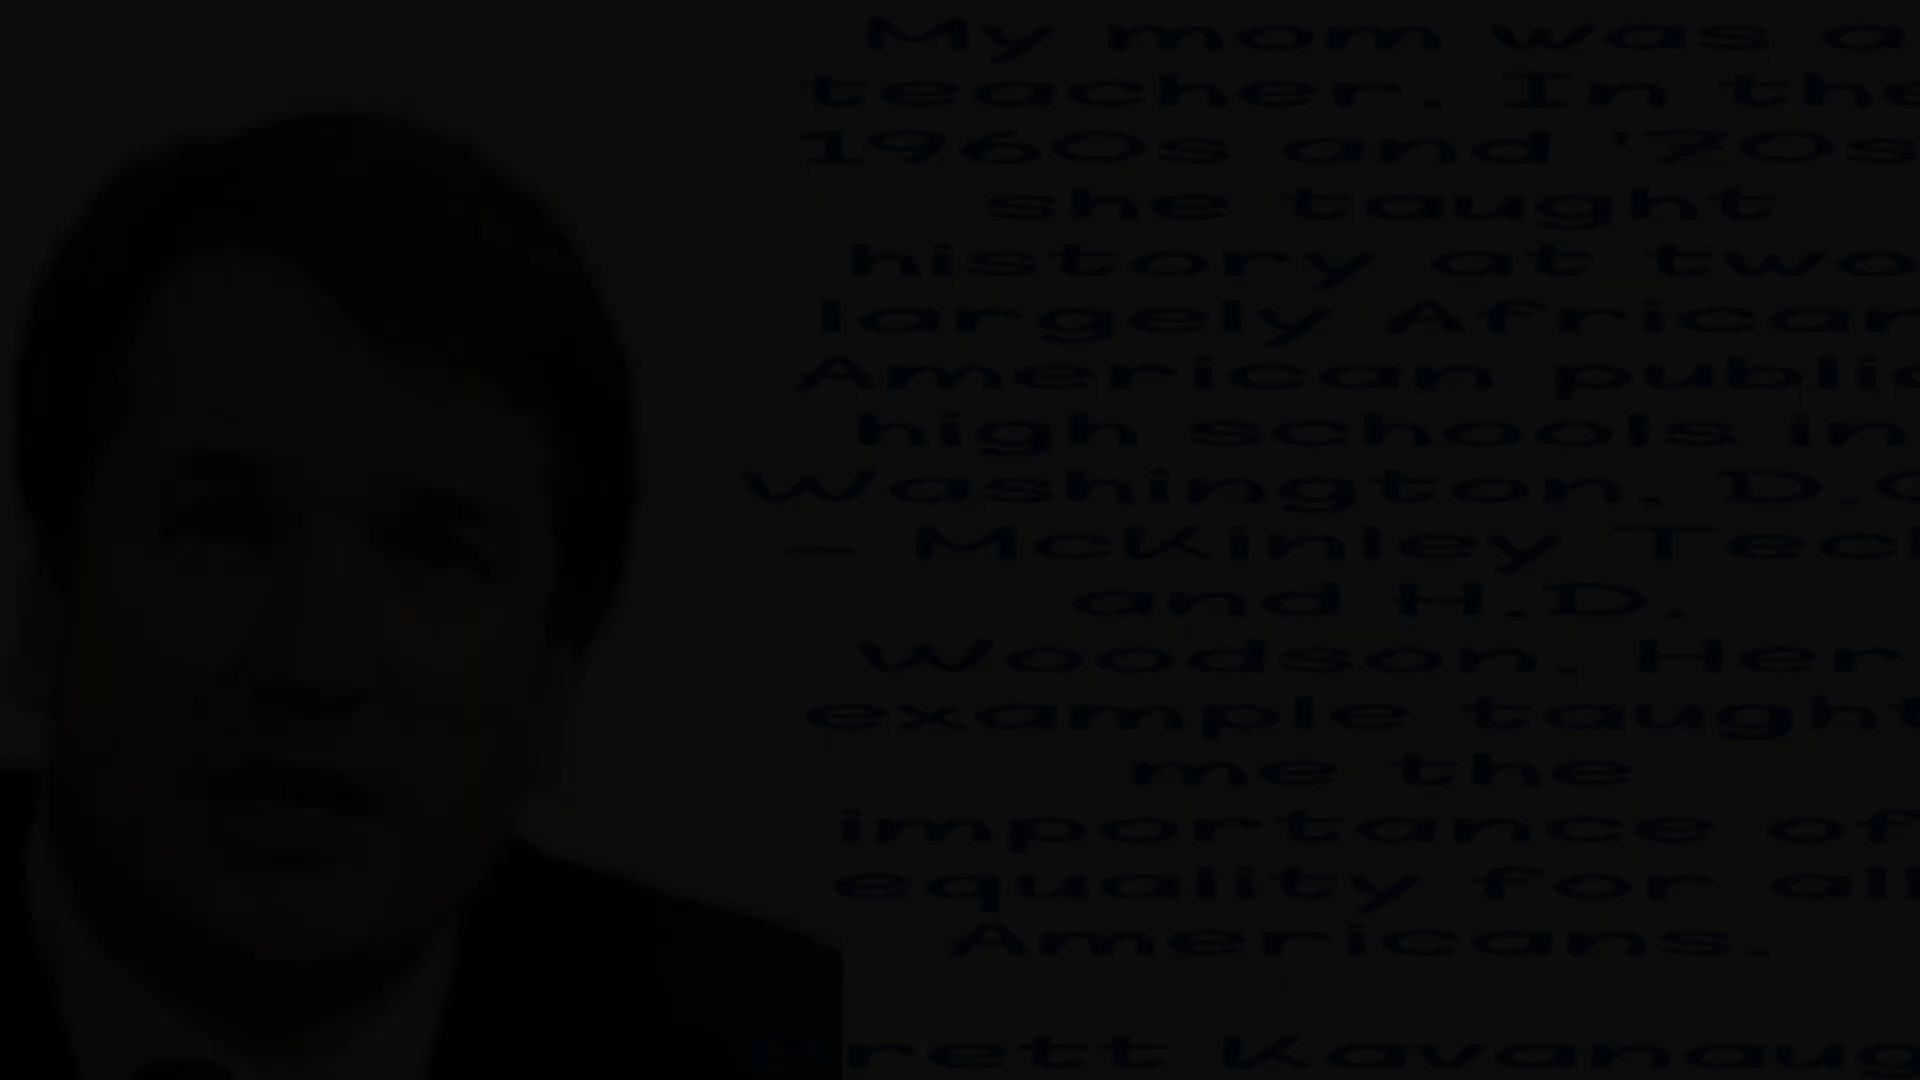 My mom was a
teacher. In the
1960s and '70s
she taught
history at two
largely African
American public
high schools in
Washington, D.C
— McKinley Tech
and H.D.
Woodson. Her
example taught
me the
importance of
equality for all
Americans.
Brett Kavanaug